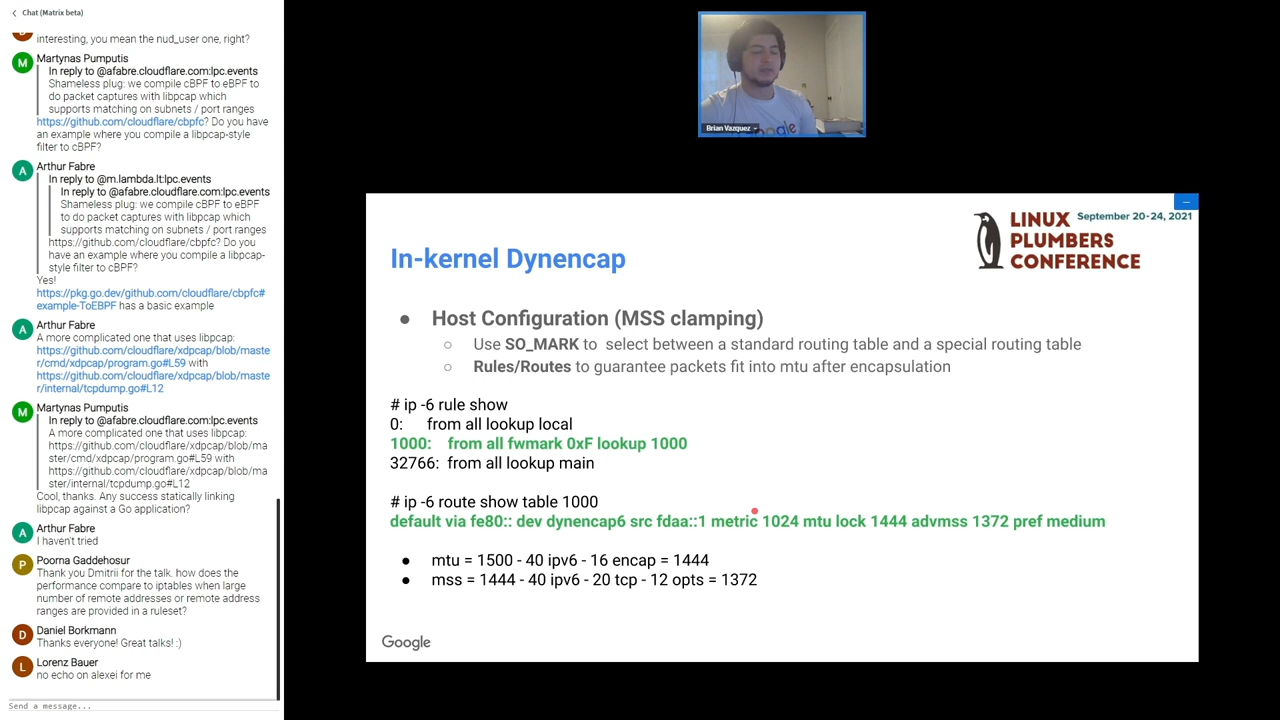 Chat (Matrix beta)
interesting, you mean the nud_user one, right?
M
Martynas Pumputis
In reply to @afabre.cloudflare.com:lpc.events
Shameless plug: we compile cBPF to eBPF to
do packet captures with libpcap which
supports matching on subnets / port ranges
https://github.com/cloudflare/cbpfc? Do you have
an example where you compile a libpcap-style
filter to cBPF?
A
Arthur Fabre
In reply to @m.lambda.lt:lpc.events
In reply to @afabre.cloudflare.com:lpc.events
Shameless plug: we compile cBPF to eBPF
to do packet captures with libpcap which
supports matching on subnets / port ranges
https://github.com/cloudflare/cbpfc? Do you
have an example where you compile a libpcap-
style filter to cBPF?
Yes!
https://pkg.go.dev/github.com/cloudflare/cbpfc#
example-ToEBPF has a basic example
A
Arthur Fabre
A more complicated one that uses libpcap:
https://github.com/cloudflare/xdpcap/blob/maste
r/cmd/xdpcap/program.go#L59 with
https://github.com/cloudflare/xdpcap/blob/maste
r/internal/tcpdump.go#L12
M
Martynas Pumputis
In reply to @afabre.cloudflare.com:lpc.events
A more complicated one that uses libpcap:
https://github.com/cloudflare/xdpcap/blob/ma
ster/cmd/xdpcap/program.go#L59 with
https://github.com/cloudflare/xdpcap/blob/ma
ster/internal/tcpdump.go#L12
Cool, thanks. Any success statically linking
libpcap against a Go application?
A
Arthur Fabre
I haven't tried
P
Poorna Gaddehosur
Thank you Dmitrii for the talk. how does the
performance compare to iptables when large
number of remote addresses or remote address
ranges are provided in a ruleset?
D
Daniel Borkmann
Thanks everyone! Great talks! :)
L
Lorenz Bauer
no echo on alexei for me
Send a message...
Brian Vazquez
LINUX September 20-24, 2021
PLUMBERS
CONFERENCE
In-kernel Dynencap
● Host Configuration (MSS clamping)
○ Use SO_MARK to select between a standard routing table and a special routing table
○ Rules/Routes to guarantee packets fit into mtu after encapsulation
# ip -6 rule show
0: from all lookup local
1000: from all fwmark 0xF lookup 1000
32766: from all lookup main
# ip -6 route show table 1000
default via fe80:: dev dynencap6 src fdaa::1 metric 1024 mtu lock 1444 advmss 1372 pref medium
● mtu = 1500 - 40 ipv6 - 16 encap = 1444
● mss = 1444 - 40 ipv6 - 20 tcp - 12 opts = 1372
Google